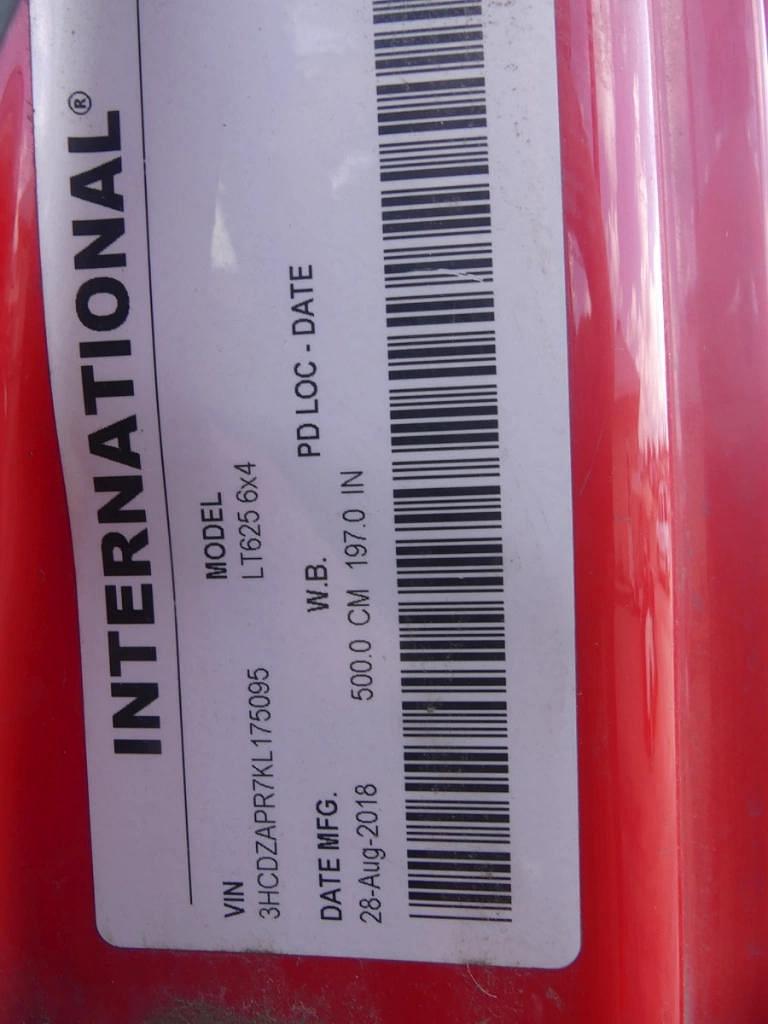 INTERNATIONAL®
VIN MODEL
3HCDZAPR7KL175095 LT625 6x4
DATE MFG. W.B. PD LOC - DATE
28-Aug-2018 500.0 CM 197.0 IN